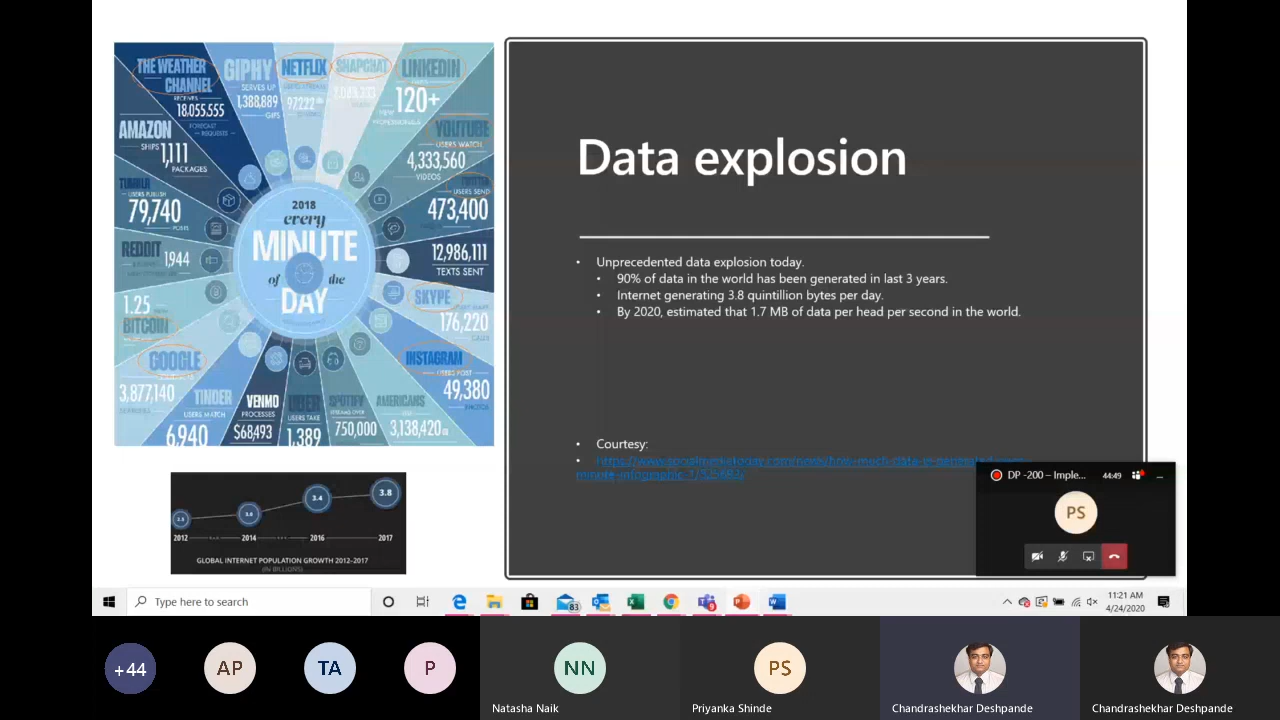 THE WEATHER
CHANNEL
RECEIVES
18,055,555
FORECAST
REQUESTS
GIPHY
SERVES UP
1,388,889
GIFS
NETFLIX
97,222
SNAPCHAT
LINKEDIN
120+
NEW
PROFESSIONALS
AMAZON
SHIPS
1,111
PACKAGES
YOUTUBE
USERS WATCH
4,333,560
VIDEOS
TUMBLR
USERS PUBLISH
79,740
POSTS
USERS SEND
473,400
REDDIT
1,944
12,986,111
TEXTS SENT
2018
every
MINUTE
of the
DAY
1.25
BITCOIN
SKYPE
176,220
CALLS
GOOGLE
3,877,140
INSTAGRAM
USERS POST
49,380
PHOTOS
TINDER
USERS MATCH
6,940
VENMO
PROCESSES
$68,493
UBER
USERS TAKE
1,389
SPOTIFY
750,000
AMERICANS
3,138,420
3.4
3.8
2012
2014
2016
2017
GLOBAL INTERNET POPULATION GROWTH 2012-2017
(IN BILLIONS)
Data explosion
• Unprecedented data explosion today.
• 90% of data in the world has been generated in last 3 years.
• Internet generating 3.8 quintillion bytes per day.
• By 2020, estimated that 1.7 MB of data per head per second in the world.
• Courtesy:
DP -200 – Imple... 44:49
PS
Type here to search
83
9
11:21 AM
4/24/2020
+44
AP
TA
P
NN
PS
Natasha Naik
Priyanka Shinde
Chandrashekhar Deshpande
Chandrashekhar Deshpande